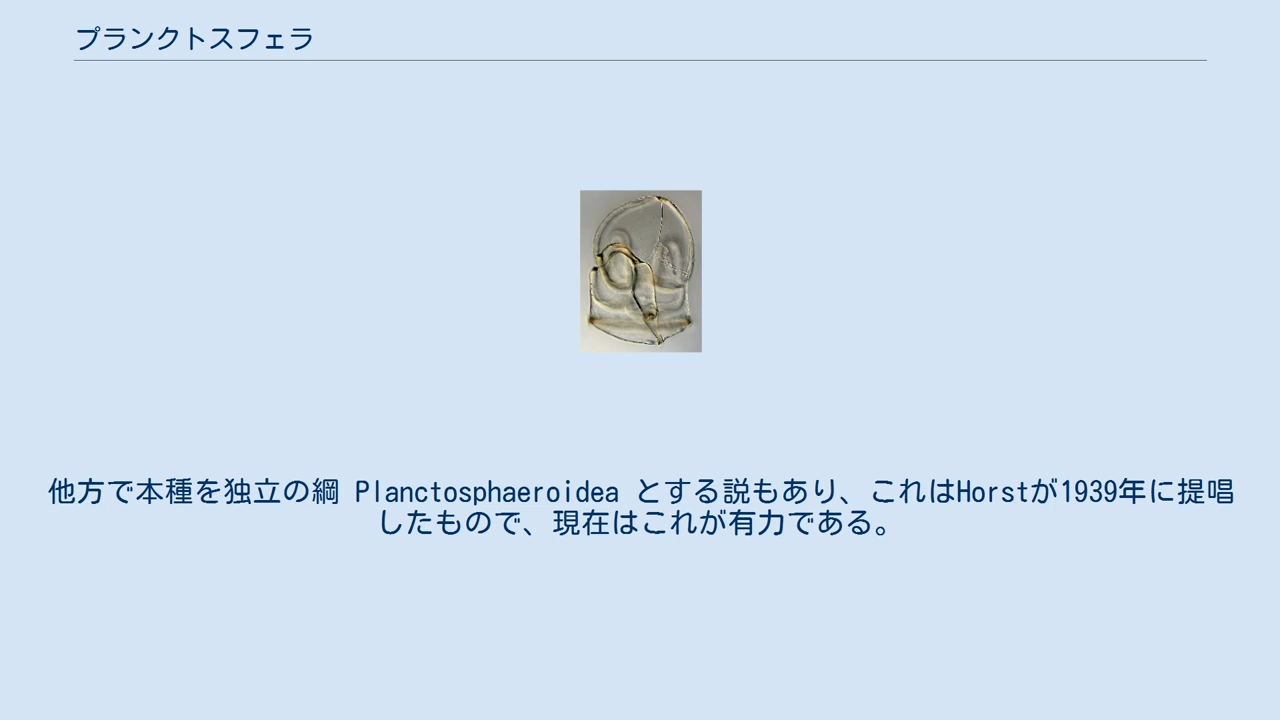 プランクトスフェラ
他方で本種を独立の綱 Planctosphaeroidea とする説もあり、これはHorstが1939年に提唱
したもので、現在はこれが有力である。